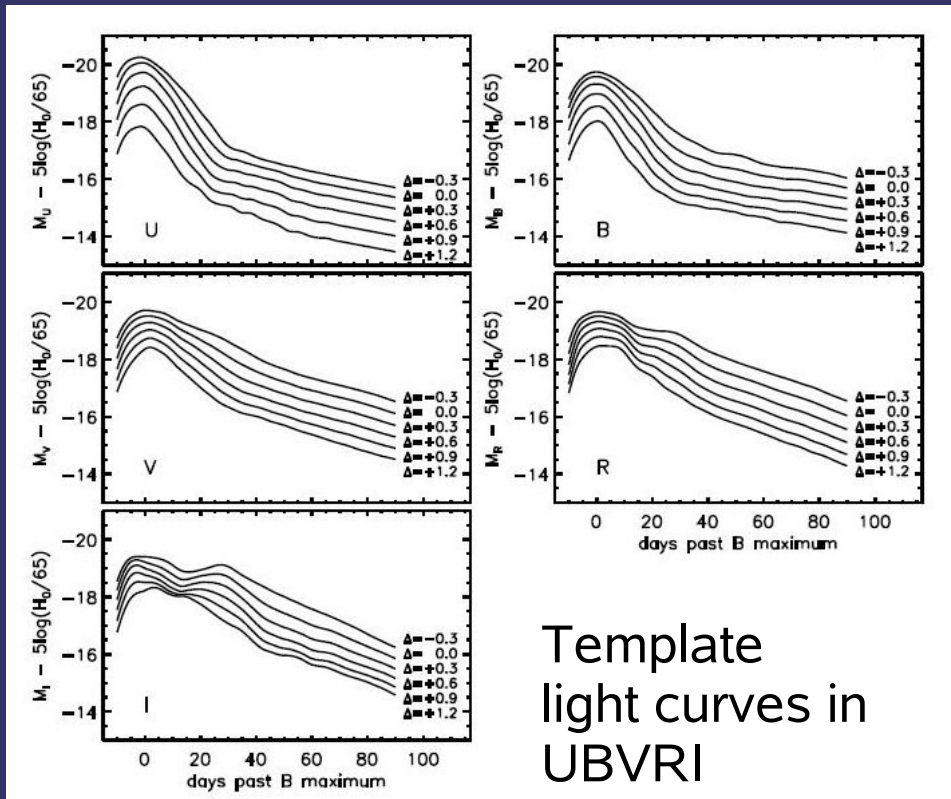 M_U − 5log(H_0/65)
−20
−18
−16
−14
U
Δ=−0.3
Δ= 0.0
Δ=+0.3
Δ=+0.6
Δ=+0.9
Δ=+1.2
M_B − 5log(H_0/65)
−20
−18
−16
−14
B
Δ=−0.3
Δ= 0.0
Δ=+0.3
Δ=+0.6
Δ=+0.9
Δ=+1.2
M_V − 5log(H_0/65)
−20
−18
−16
−14
V
Δ=−0.3
Δ= 0.0
Δ=+0.3
Δ=+0.6
Δ=+0.9
Δ=+1.2
M_R − 5log(H_0/65)
−20
−18
−16
−14
R
Δ=−0.3
Δ= 0.0
Δ=+0.3
Δ=+0.6
Δ=+0.9
Δ=+1.2
0 20 40 60 80 100
days past B maximum
M_I − 5log(H_0/65)
−20
−18
−16
−14
I
Δ=−0.3
Δ= 0.0
Δ=+0.3
Δ=+0.6
Δ=+0.9
Δ=+1.2
0 20 40 60 80 100
days past B maximum
Template
light curves in
UBVRI